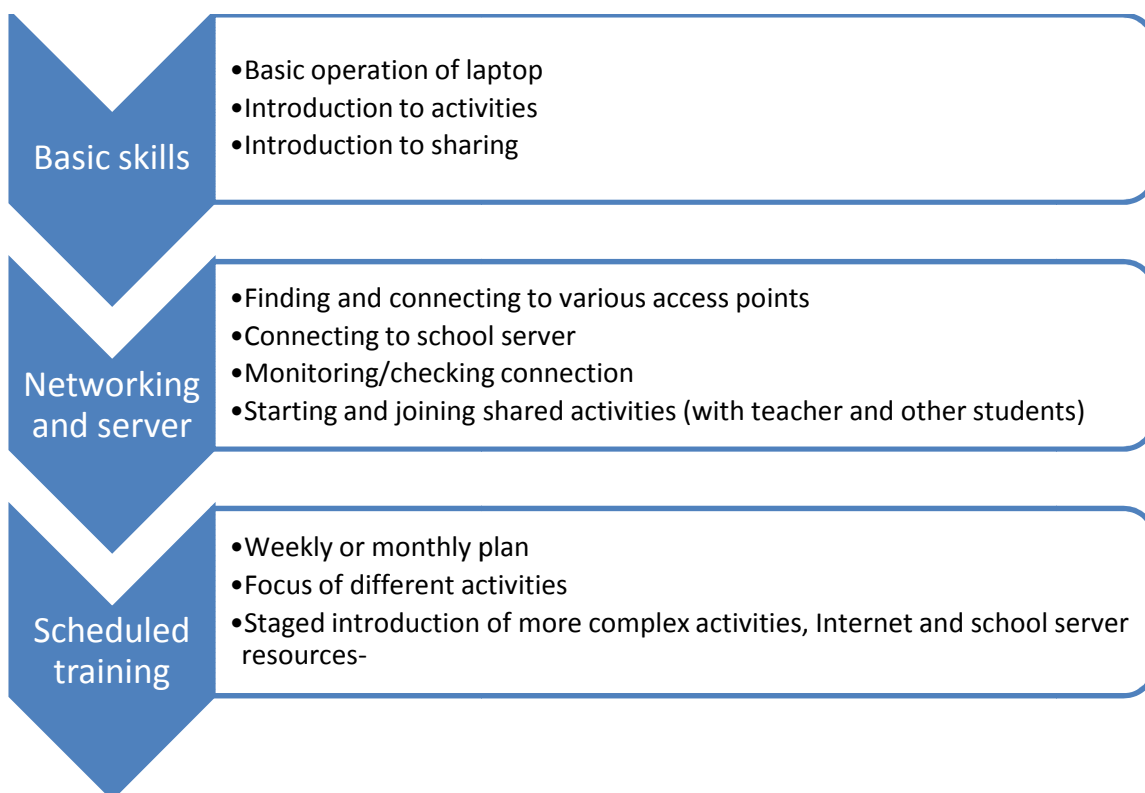 Basic skills
•Basic operation of laptop
•Introduction to activities
•Introduction to sharing
Networking
and server
•Finding and connecting to various access points
•Connecting to school server
•Monitoring/checking connection
•Starting and joining shared activities (with teacher and other students)
Scheduled
training
•Weekly or monthly plan
•Focus of different activities
•Staged introduction of more complex activities, Internet and school server
resources-